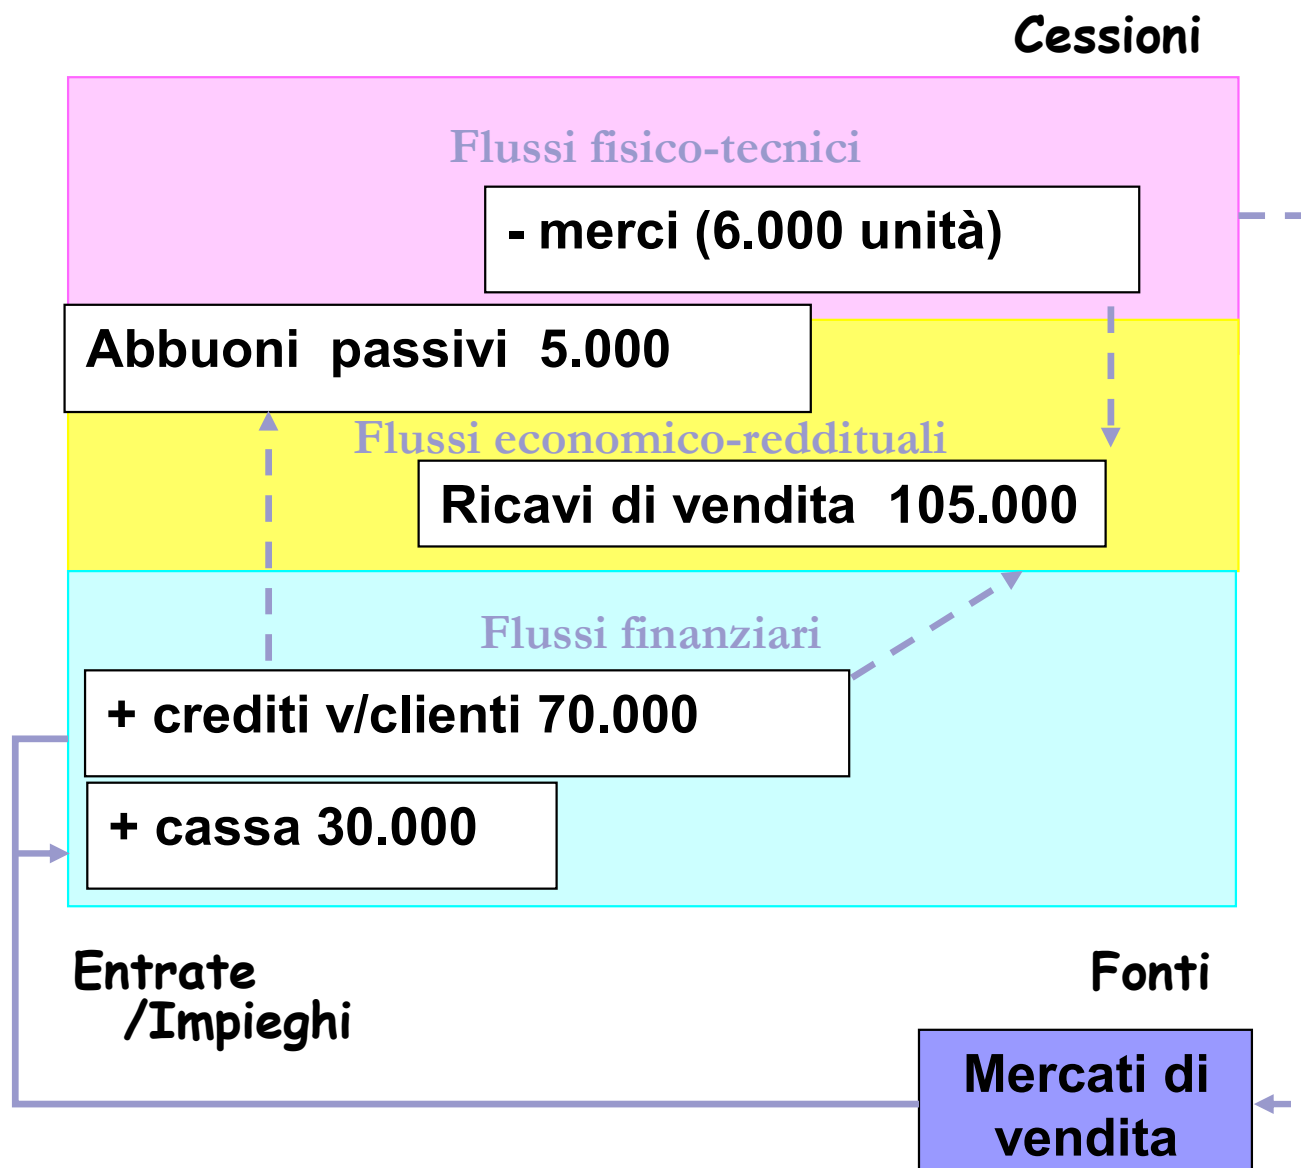 Cessioni
Flussi fisico-tecnici
- merci (6.000 unità)
Abbuoni passivi 5.000
Flussi economico-reddituali
Ricavi di vendita 105.000
Flussi finanziari
+ crediti v/clienti 70.000
+ cassa 30.000
Entrate
/Impieghi
Fonti
Mercati di
vendita